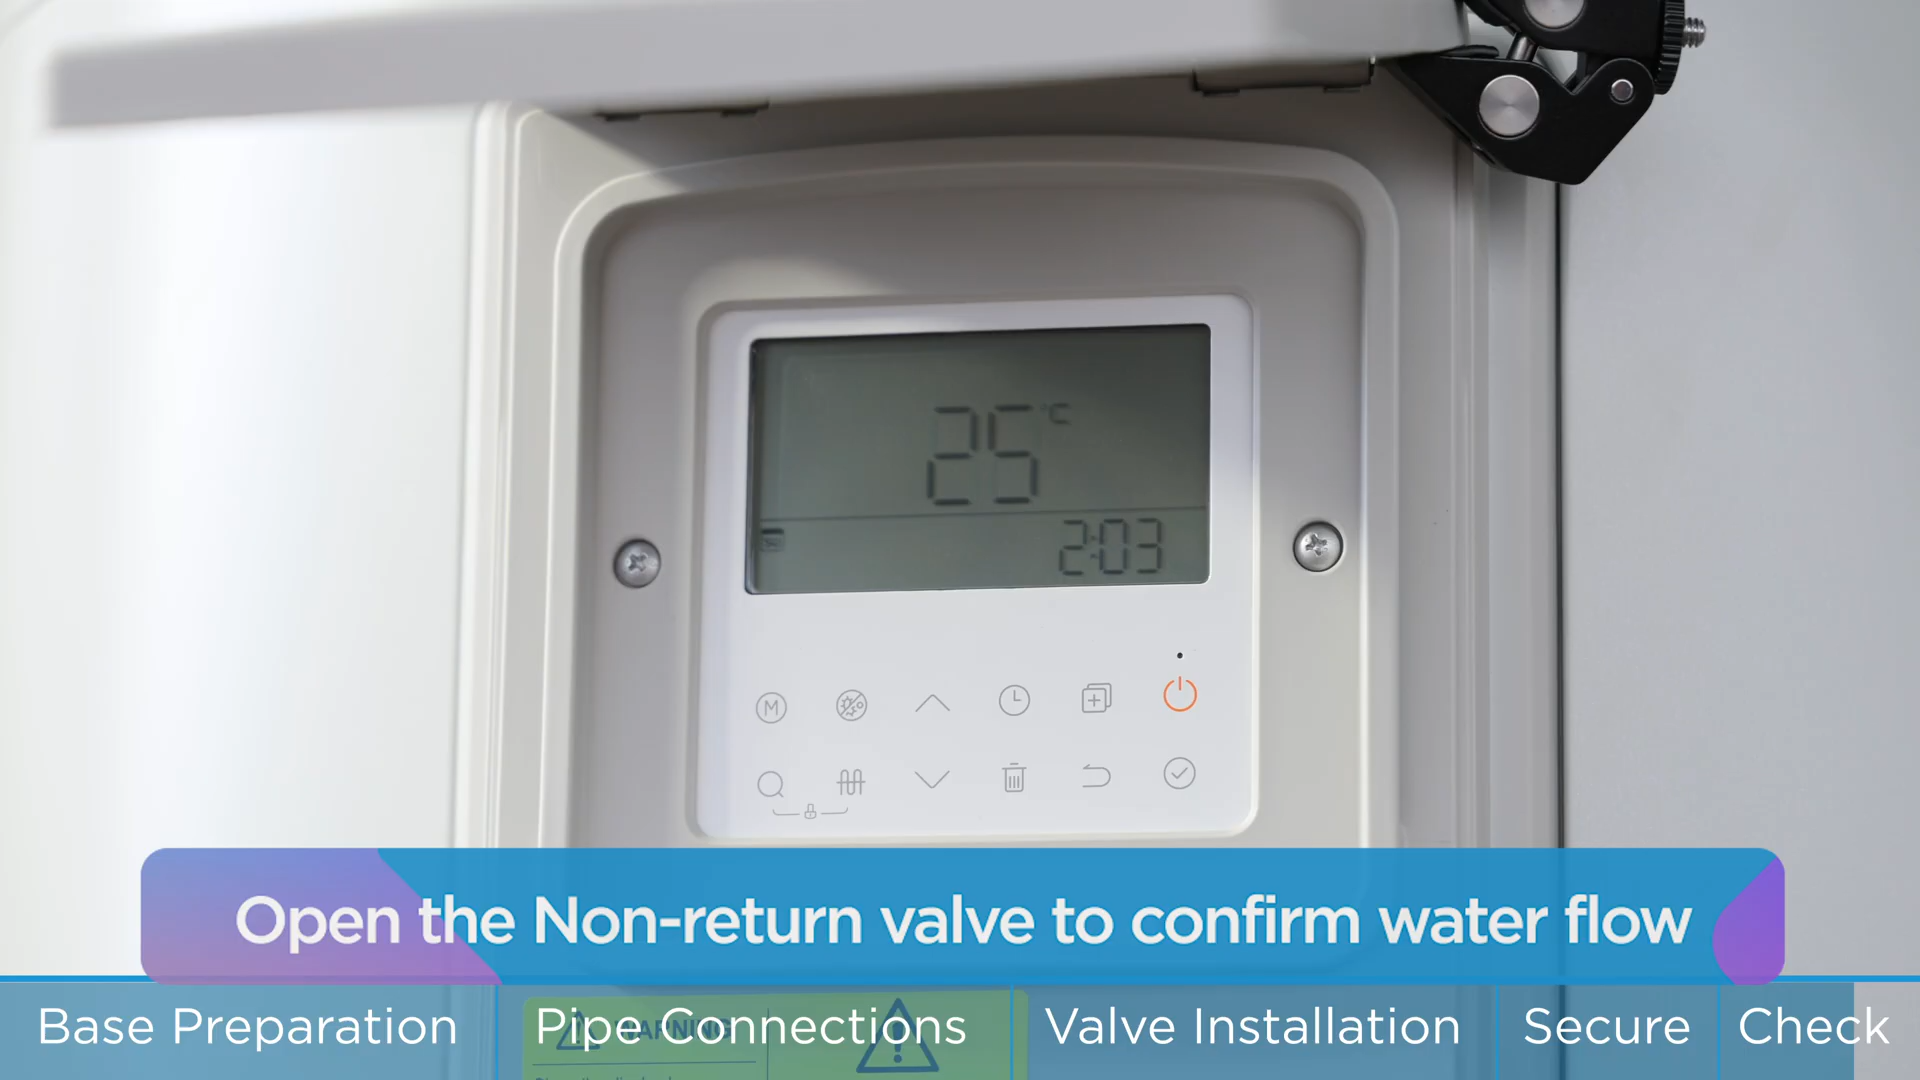 25°C
2:03
M
Open the Non-return valve to confirm water flow
Base Preparation
Pipe Connections
Valve Installation
Secure
Check
WARNING